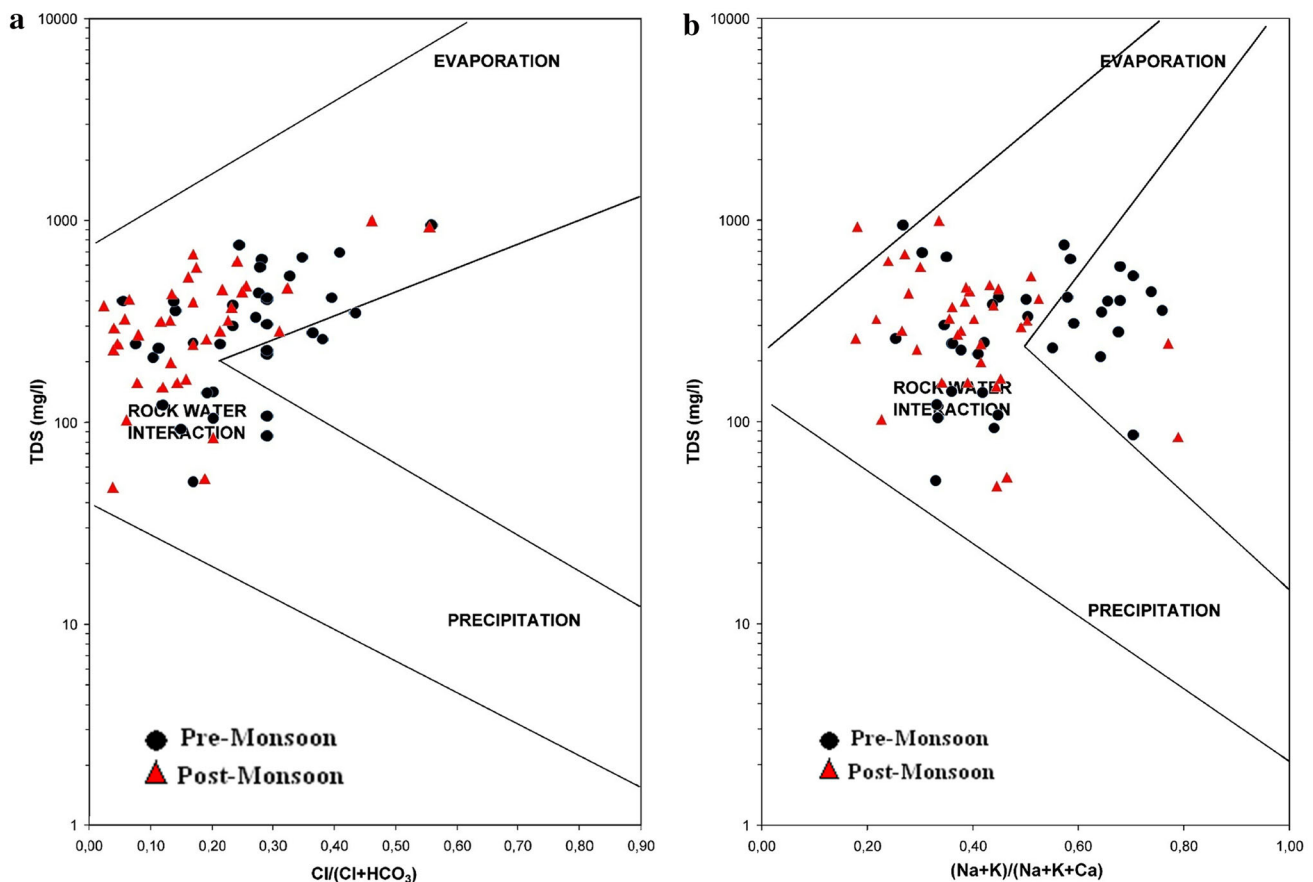 a
10000
1000
100
10
1
TDS (mg/l)
EVAPORATION
ROCK WATER
INTERACTION
PRECIPITATION
Pre-Monsoon
Post-Monsoon
0,00 0,10 0,20 0,30 0,40 0,50 0,60 0,70 0,80 0,90
Cl/(Cl+HCO₃)
b
10000
1000
100
10
1
TDS (mg/l)
EVAPORATION
ROCK WATER
INTERACTION
PRECIPITATION
Pre-Monsoon
Post-Monsoon
0,00 0,20 0,40 0,60 0,80 1,00
(Na+K)/(Na+K+Ca)